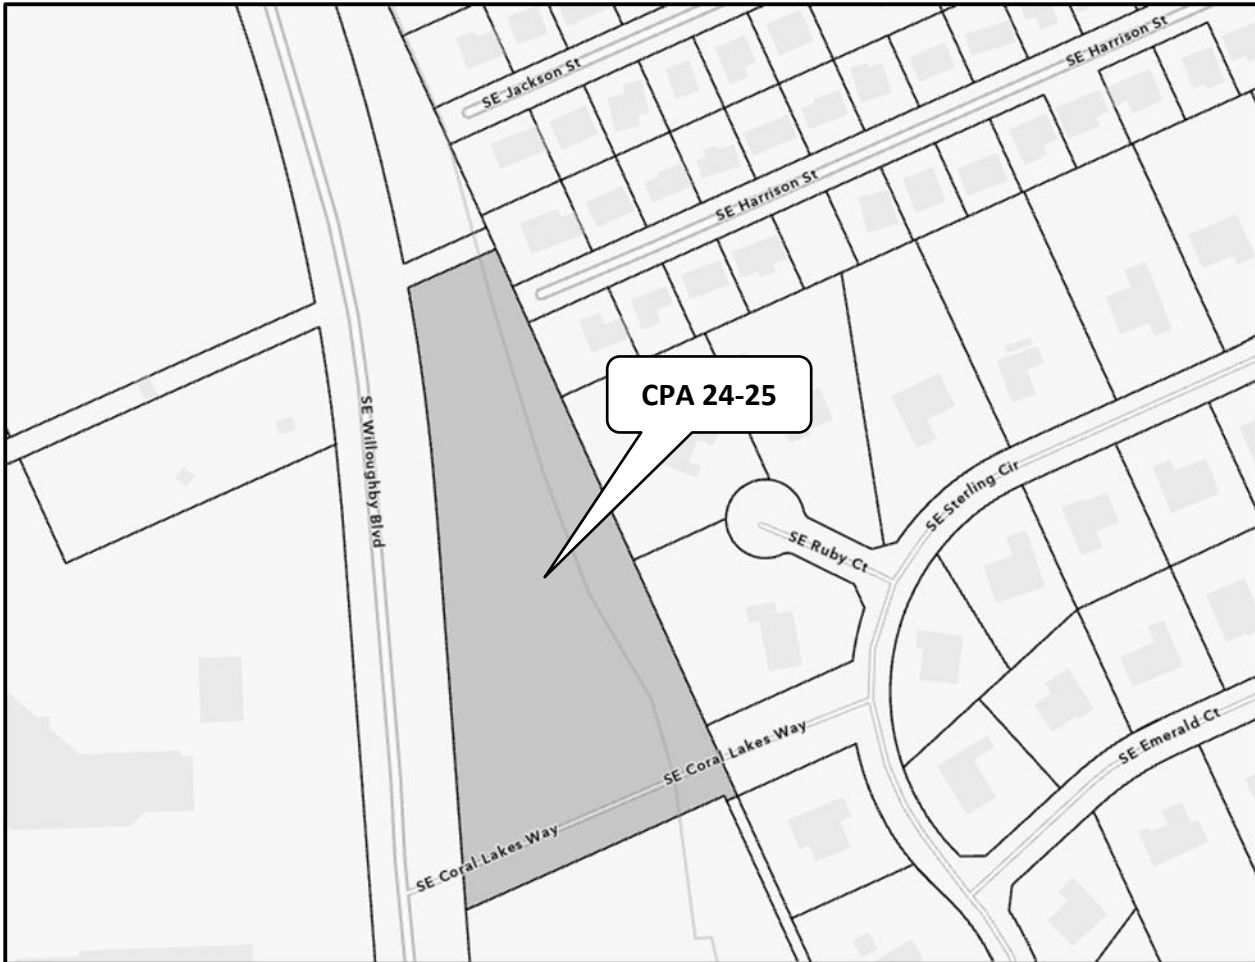 SE Harrison St
SE Jackson St
SE Harrison St
CPA 24-25
SE Willoughby Blvd
SE Sterling Cir
SE Ruby Ct
SE Coral Lakes Way
SE Emerald Ct
SE Coral Lakes Way